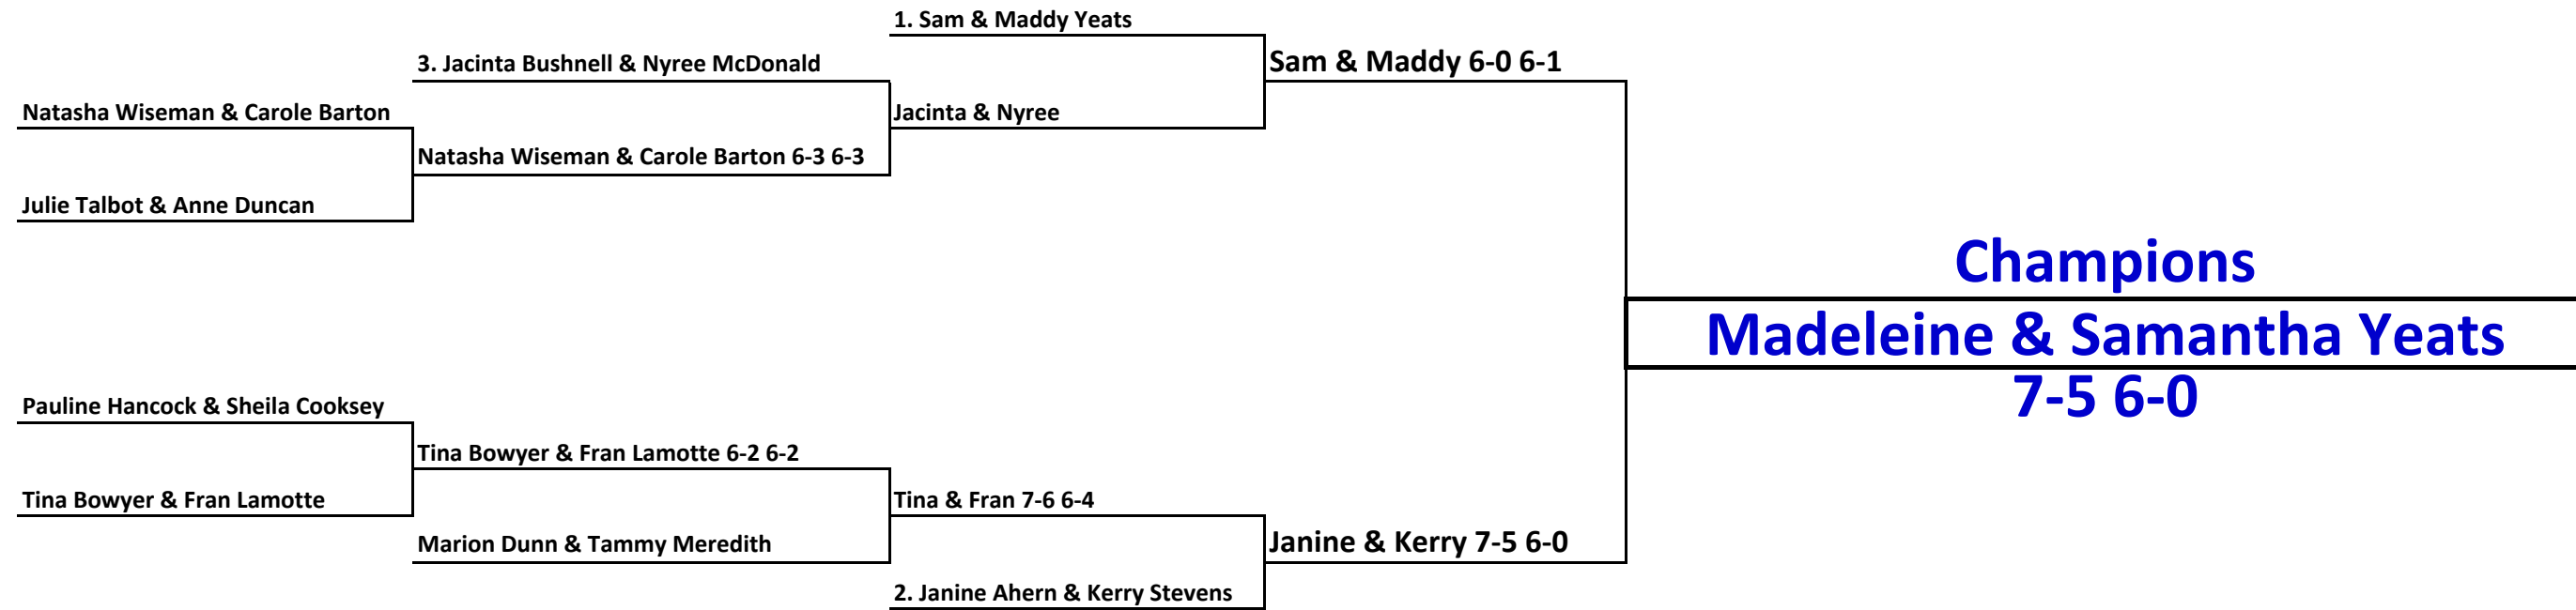 1. Sam & Maddy Yeats
3. Jacinta Bushnell & Nyree McDonald
Sam & Maddy 6-0 6-1
Natasha Wiseman & Carole Barton
Jacinta & Nyree
Natasha Wiseman & Carole Barton 6-3 6-3
Julie Talbot & Anne Duncan
Champions
Madeleine & Samantha Yeats
7-5 6-0
Pauline Hancock & Sheila Cooksey
Tina Bowyer & Fran Lamotte 6-2 6-2
Tina Bowyer & Fran Lamotte
Tina & Fran 7-6 6-4
Marion Dunn & Tammy Meredith
Janine & Kerry 7-5 6-0
2. Janine Ahern & Kerry Stevens